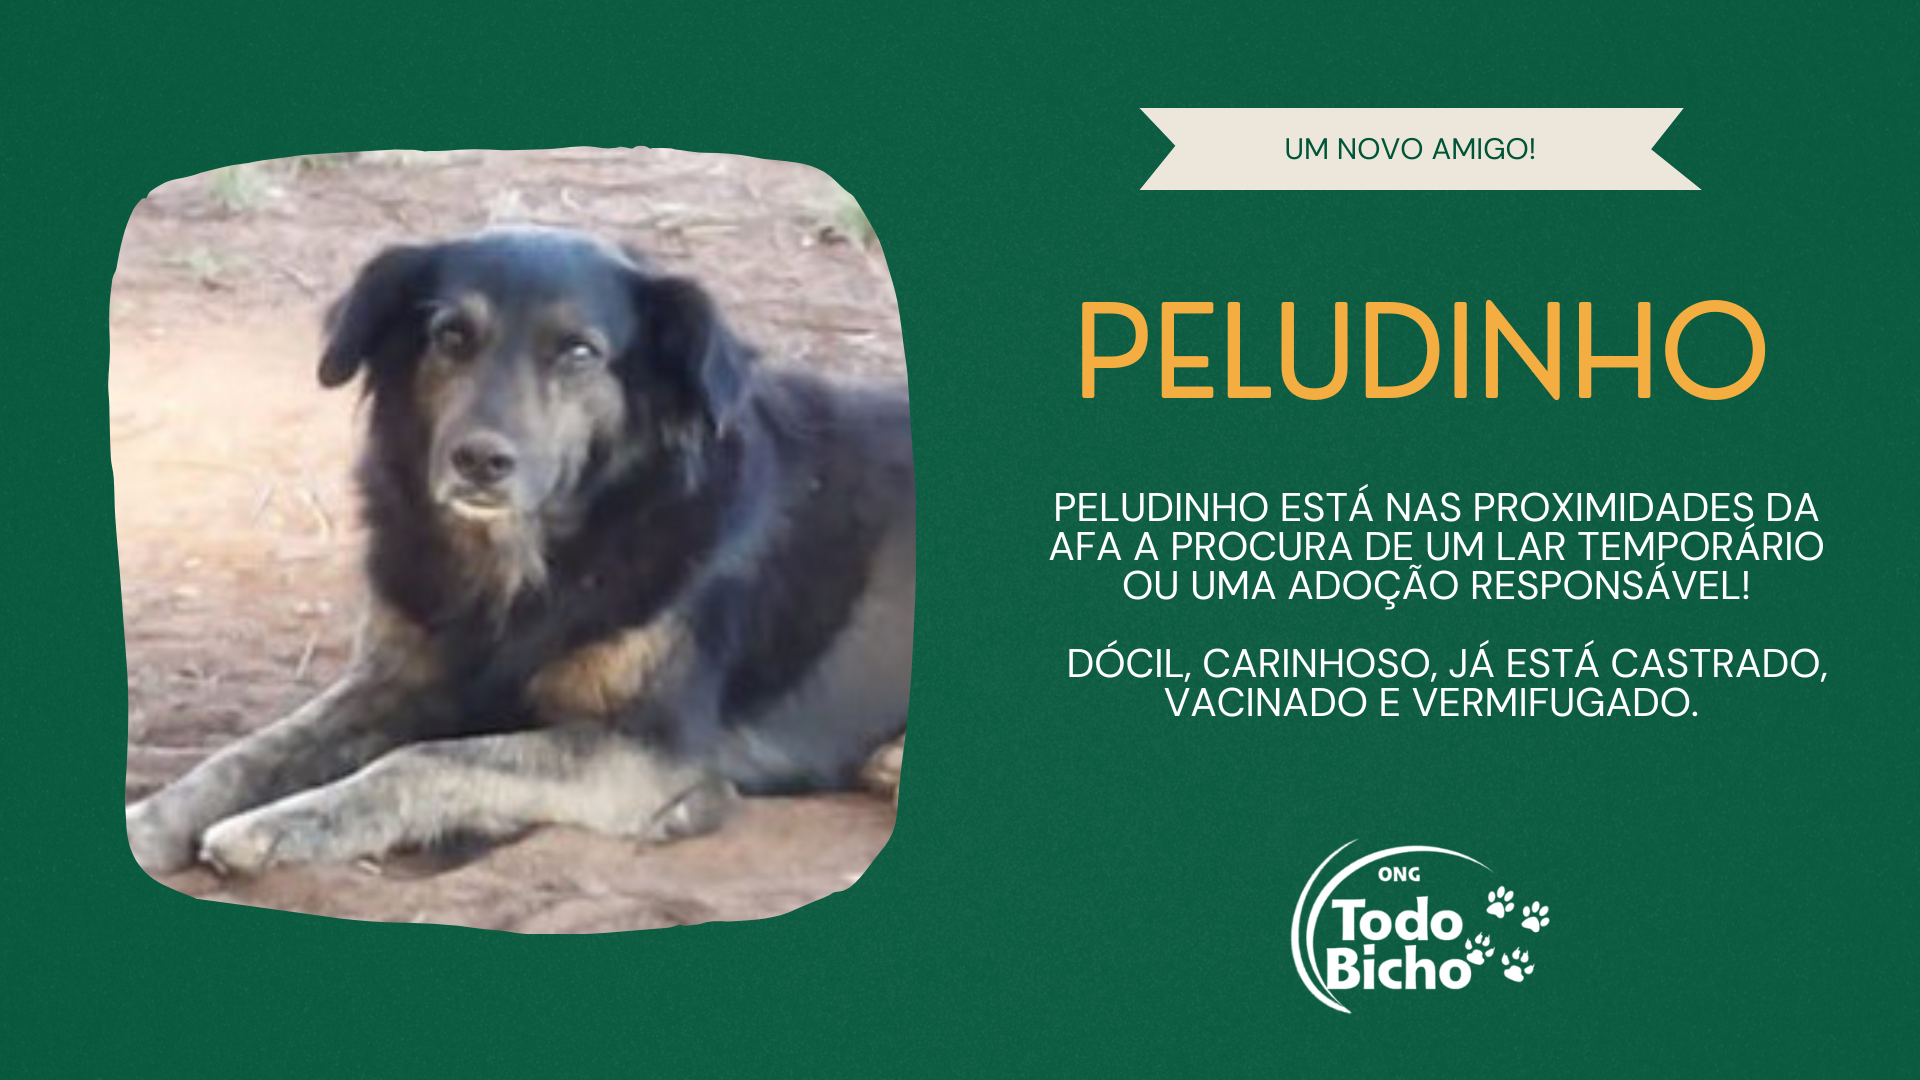 UM NOVO AMIGO!
PELUDINHO
PELUDINHO ESTÁ NAS PROXIMIDADES DA
AFA A PROCURA DE UM LAR TEMPORÁRIO
OU UMA ADOÇÃO RESPONSÁVEL!
DÓCIL, CARINHOSO, JÁ ESTÁ CASTRADO,
VACINADO E VERMIFUGADO.
ONG
Todo
Bicho